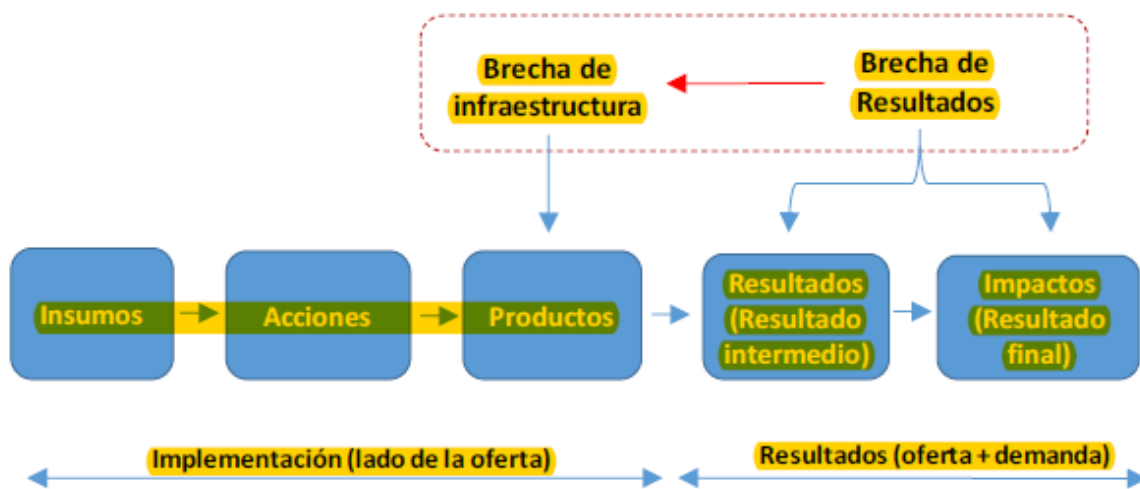 Brecha de
infraestructura
Brecha de
Resultados
Insumos
Acciones
Productos
Resultados
(Resultado
intermedio)
Impactos
(Resultado
final)
Implementación (lado de la oferta)
Resultados (oferta + demanda)